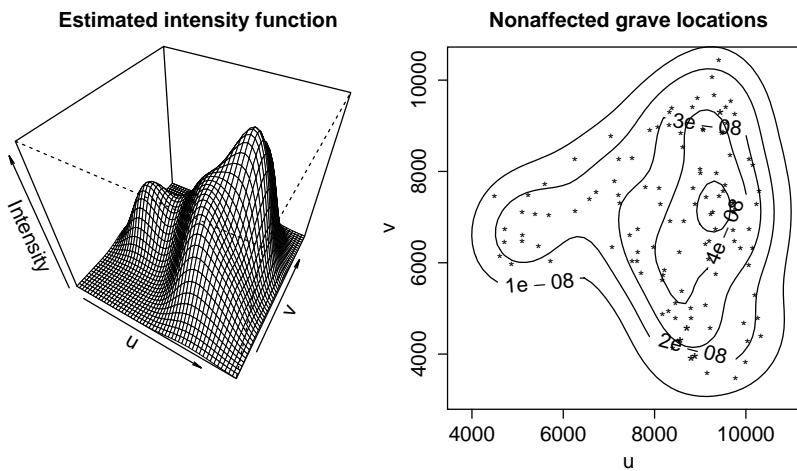 Estimated intensity function
Intensity
u
v
Nonaffected grave locations
v
10000
8000
6000
4000
3e−08
4e−08
1e−08
2e−08
4000 6000 8000 10000
u